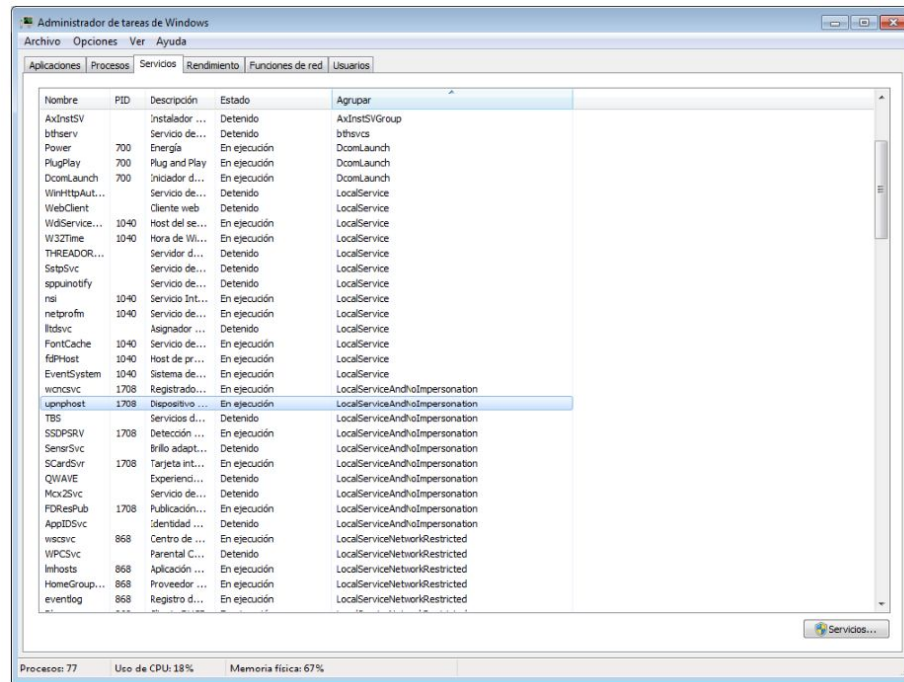 Administrador de tareas de Windows
Archivo Opciones Ver Ayuda
Aplicaciones Procesos Servicios Rendimiento Funciones de red Usuarios
Nombre PID Descripción Estado Agrupar
AxInstSV Instalador ... Detenido AxInstSVGroup
bthserv Servicio de... Detenido bthsvcs
Power 700 Energía En ejecución DcomLaunch
PlugPlay 700 Plug and Play En ejecución DcomLaunch
DcomLaunch 700 Iniciador d... En ejecución DcomLaunch
WinHttpAut... Servicio de... Detenido LocalService
WebClient Cliente web Detenido LocalService
WdiService... 1040 Host del se... En ejecución LocalService
W32Time 1040 Hora de Wi... En ejecución LocalService
THREADOR... Servidor d... Detenido LocalService
SstpSvc Servicio de... Detenido LocalService
sppuinotify Servicio de... Detenido LocalService
nsi 1040 Servicio Int... En ejecución LocalService
netprofm 1040 Servicio de... En ejecución LocalService
lltdsvc Asignador ... Detenido LocalService
FontCache 1040 Servicio de... En ejecución LocalService
fdPHost 1040 Host de pr... En ejecución LocalService
EventSystem 1040 Sistema de... En ejecución LocalService
wcncsvc 1708 Registrado... En ejecución LocalServiceAndNoImpersonation
upnphost 1708 Dispositivo ... En ejecución LocalServiceAndNoImpersonation
TBS Servicios d... Detenido LocalServiceAndNoImpersonation
SSDPSRV 1708 Detección ... En ejecución LocalServiceAndNoImpersonation
SensrSvc Brillo adapt... Detenido LocalServiceAndNoImpersonation
SCardSvr 1708 Tarjeta int... En ejecución LocalServiceAndNoImpersonation
QWAVE Experienci... Detenido LocalServiceAndNoImpersonation
Mcx2Svc Servicio de... Detenido LocalServiceAndNoImpersonation
FDResPub 1708 Publicación... En ejecución LocalServiceAndNoImpersonation
AppIDSvc Identidad ... Detenido LocalServiceAndNoImpersonation
wscsvc 868 Centro de ... En ejecución LocalServiceNetworkRestricted
WPCSvc Parental C... Detenido LocalServiceNetworkRestricted
lmhosts 868 Aplicación ... En ejecución LocalServiceNetworkRestricted
HomeGroup... 868 Proveedor ... En ejecución LocalServiceNetworkRestricted
eventlog 868 Registro d... En ejecución LocalServiceNetworkRestricted
Servicios...
Procesos: 77 Uso de CPU: 18% Memoria física: 67%